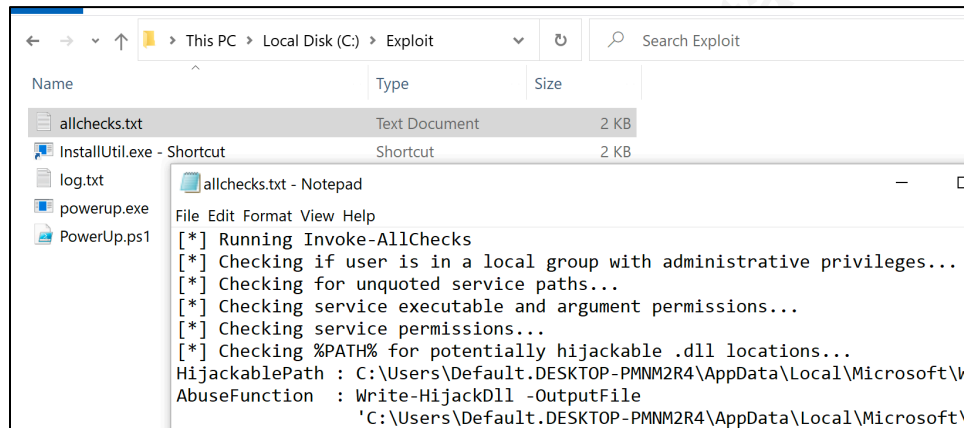 This PC > Local Disk (C:) > Exploit
Search Exploit
Name Type Size
allchecks.txt Text Document 2 KB
InstallUtil.exe - Shortcut Shortcut 2 KB
log.txt
allchecks.txt - Notepad
powerup.exe
File Edit Format View Help
PowerUp.ps1
[*] Running Invoke-AllChecks
[*] Checking if user is in a local group with administrative privileges...
[*] Checking for unquoted service paths...
[*] Checking service executable and argument permissions...
[*] Checking service permissions...
[*] Checking %PATH% for potentially hijackable .dll locations...
HijackablePath : C:\Users\Default.DESKTOP-PMNM2R4\AppData\Local\Microsoft\W
AbuseFunction : Write-HijackDll -OutputFile
'C:\Users\Default.DESKTOP-PMNM2R4\AppData\Local\Microsoft\